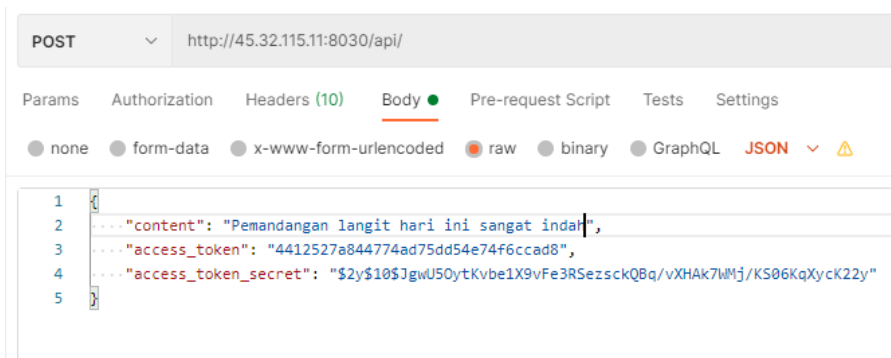 POST http://45.32.115.11:8030/api/
Params Authorization Headers (10) Body Pre-request Script Tests Settings
none form-data x-www-form-urlencoded raw binary GraphQL JSON
1 {
2 "content": "Pemandangan langit hari ini sangat indah",
3 "access_token": "4412527a844774ad75dd54e74f6ccad8",
4 "access_token_secret": "$2y$10$JgwU5OytKvbe1X9vFe3RSezsckQBq/vXHAk7WMj/KS06KqXycK22y"
5 }